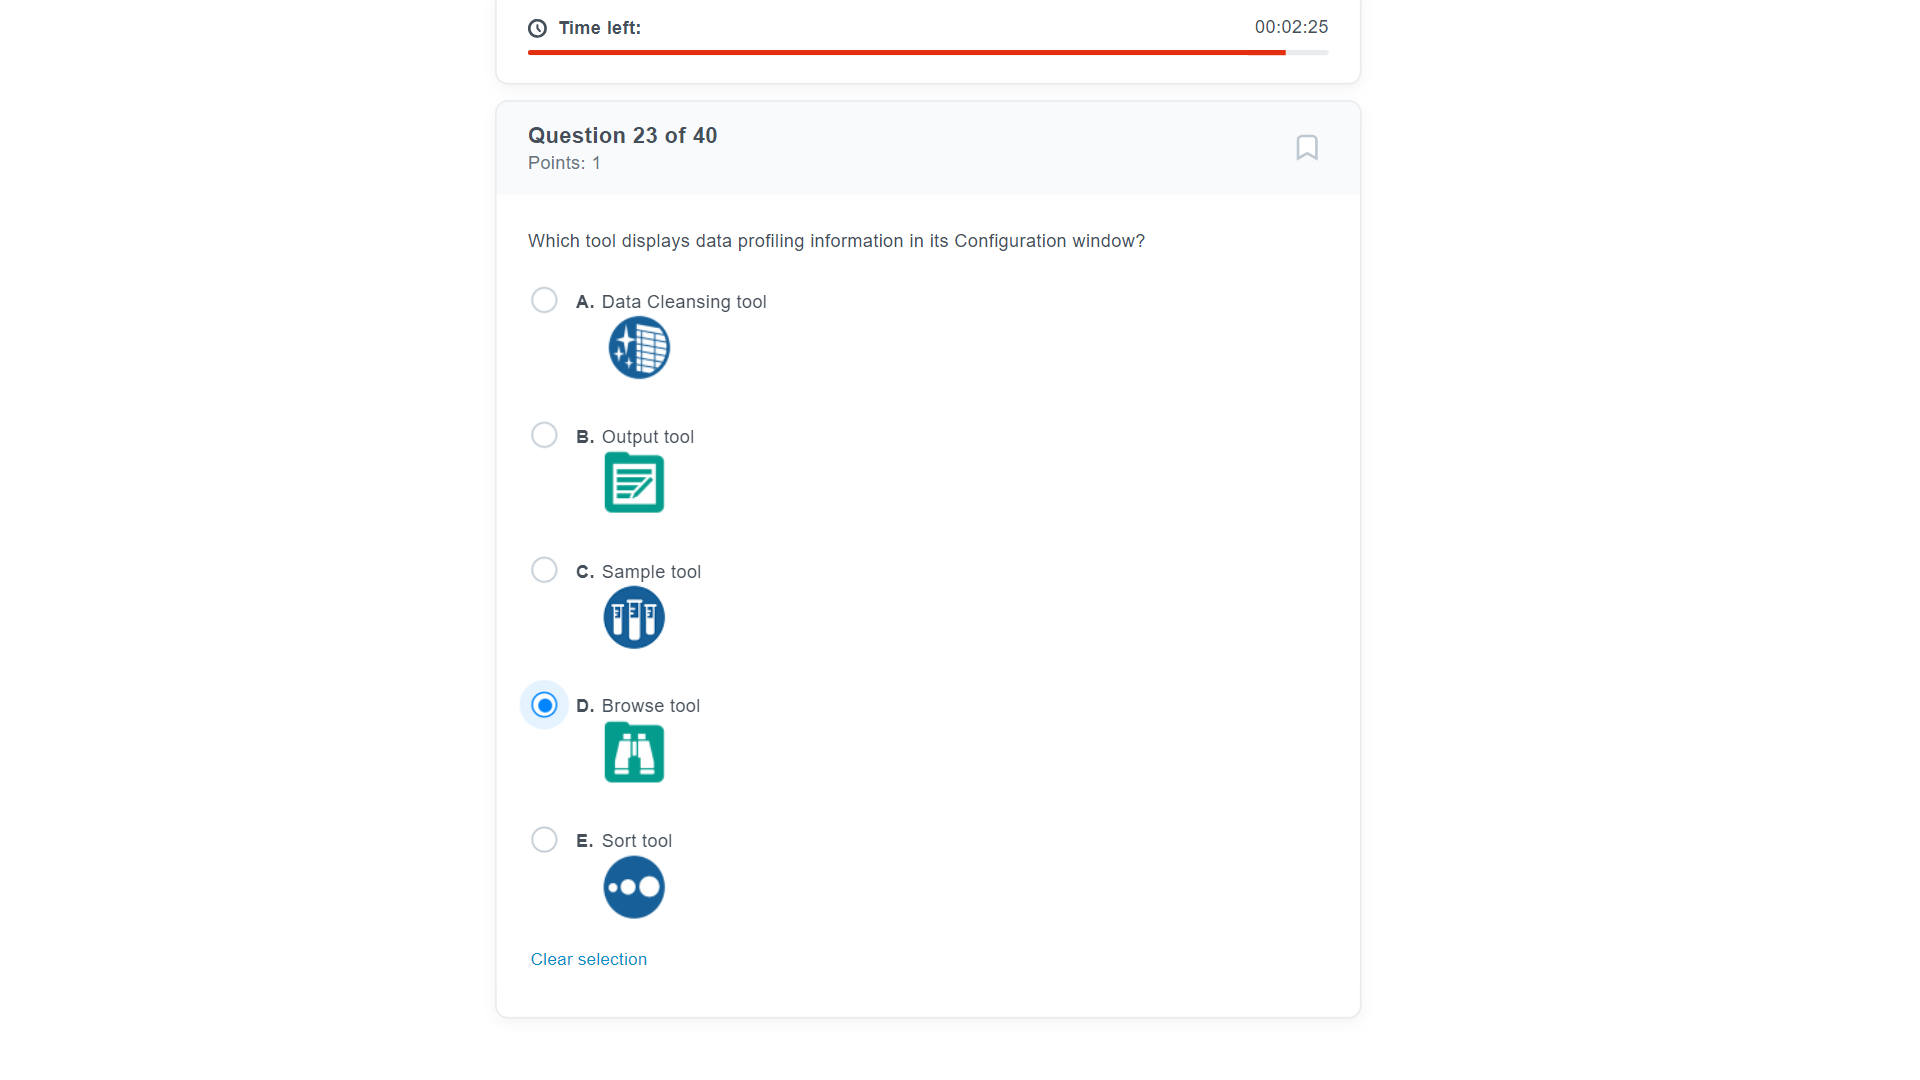 Time left:
00:02:25
Question 23 of 40
Points: 1
Which tool displays data profiling information in its Configuration window?
A. Data Cleansing tool
B. Output tool
C. Sample tool
D. Browse tool
E. Sort tool
Clear selection